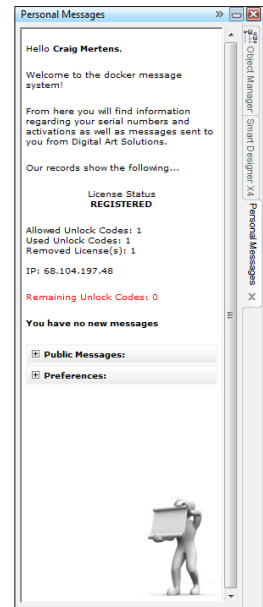 Personal Messages
Hello Craig Mertens,
Welcome to the docker message
system!
From here you will find information
regarding your serial numbers and
activations as well as messages sent to
you from Digital Art Solutions.
Our records show the following...
License Status
REGISTERED
Allowed Unlock Codes: 1
Used Unlock Codes: 1
Removed License(s): 1
IP: 68.104.197.48
Remaining Unlock Codes: 0
You have no new messages
Public Messages:
Preferences:
Object Manager
Smart Designer X4
Personal Messages